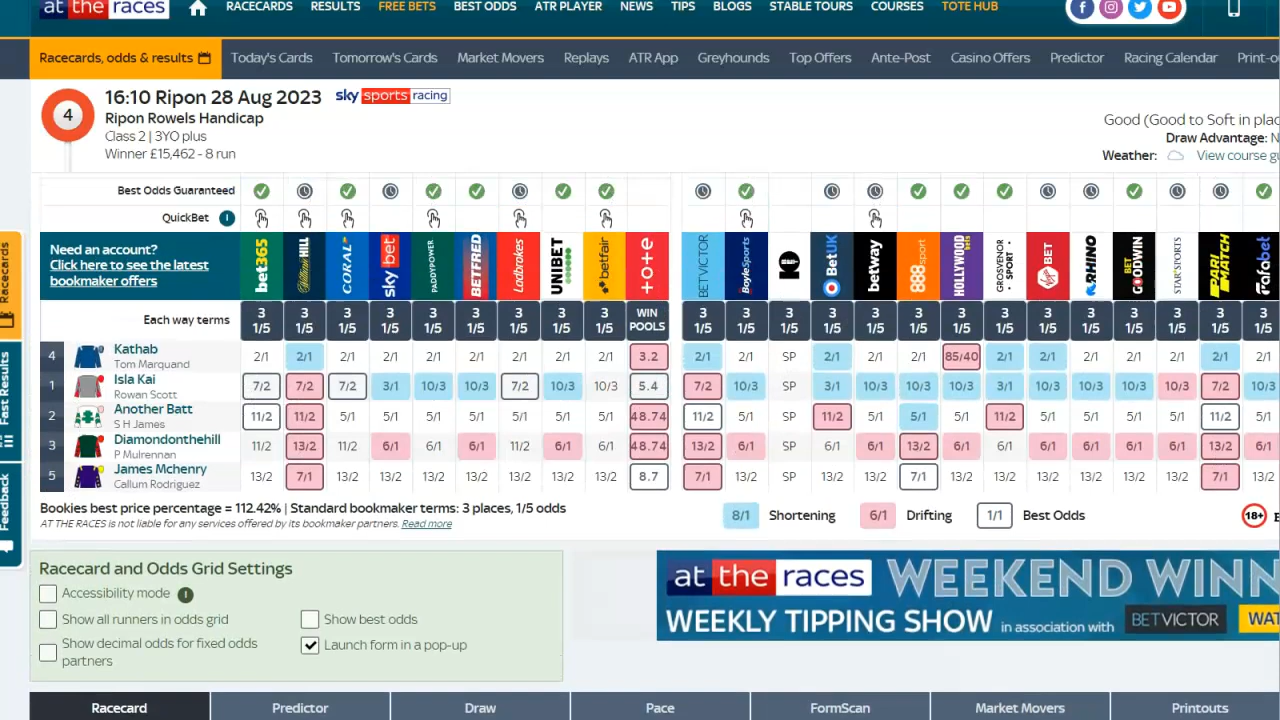 at the races
RACECARDS RESULTS FREE BETS BEST ODDS ATR PLAYER NEWS TIPS BLOGS STABLE TOURS COURSES TOTE HUB
Racecards, odds & results Today's Cards Tomorrow's Cards Market Movers Replays ATR App Greyhounds Top Offers Ante-Post Casino Offers Predictor Racing Calendar Print-o
4
16:10 Ripon 28 Aug 2023 sky sports racing
Ripon Rowels Handicap
Class 2 | 3YO plus
Winner £15,462 - 8 run
Good (Good to Soft in plac
Draw Advantage: N
Weather: View course gu
Best Odds Guaranteed
QuickBet
Need an account?
Click here to see the latest
bookmaker offers
bet365 William HILL CORAL sky bet PADDYPOWER BETFRED Ladbrokes UNIBET betfair tote BETVICTOR BoyleSports BetUK betway 888sport HOLLYWOOD bets GROSVENOR SPORT VIRGIN BET RHINO BET GOODWIN STARSPORTS PARIMATCH fafabe
Each way terms 3 3 3 3 3 3 3 3 3 WIN 3 3 3 3 3 3 3 3 3 3 3 3 3 3
1/5 1/5 1/5 1/5 1/5 1/5 1/5 1/5 1/5 POOLS 1/5 1/5 1/5 1/5 1/5 1/5 1/5 1/5 1/5 1/5 1/5 1/5 1/5 1/5
4 Kathab 2/1 2/1 2/1 2/1 2/1 2/1 2/1 2/1 2/1 3.2 2/1 2/1 SP 2/1 2/1 2/1 85/40 2/1 2/1 2/1 2/1 2/1 2/1 2/1
Tom Marquand
1 Isla Kai 7/2 7/2 7/2 3/1 10/3 10/3 7/2 10/3 10/3 5.4 7/2 10/3 SP 3/1 10/3 10/3 10/3 3/1 10/3 10/3 10/3 10/3 7/2 10/3
Rowan Scott
2 Another Batt 11/2 11/2 5/1 5/1 5/1 5/1 5/1 5/1 5/1 48.74 11/2 5/1 SP 11/2 5/1 5/1 5/1 11/2 5/1 5/1 5/1 5/1 11/2 5/1
S H James
3 Diamondonthehill 11/2 13/2 11/2 6/1 6/1 6/1 11/2 6/1 6/1 48.74 13/2 6/1 SP 6/1 6/1 13/2 6/1 6/1 6/1 6/1 6/1 6/1 13/2 6/1
P Mulrennan
5 James Mchenry 13/2 7/1 13/2 13/2 13/2 13/2 13/2 13/2 13/2 8.7 7/1 13/2 SP 13/2 13/2 7/1 13/2 13/2 13/2 13/2 13/2 13/2 7/1 13/2
Callum Rodriguez
Bookies best price percentage = 112.42% | Standard bookmaker terms: 3 places, 1/5 odds
AT THE RACES is not liable for any services offered by its bookmaker partners. Read more
8/1 Shortening 6/1 Drifting 1/1 Best Odds
18+
Racecards
Fast Results
Feedback
Racecard and Odds Grid Settings
Accessibility mode
Show all runners in odds grid
Show best odds
Show decimal odds for fixed odds
partners
Launch form in a pop-up
at the races WEEKEND WINN
WEEKLY TIPPING SHOW in association with BETVICTOR WAT
Racecard Predictor Draw Pace FormScan Market Movers Printouts